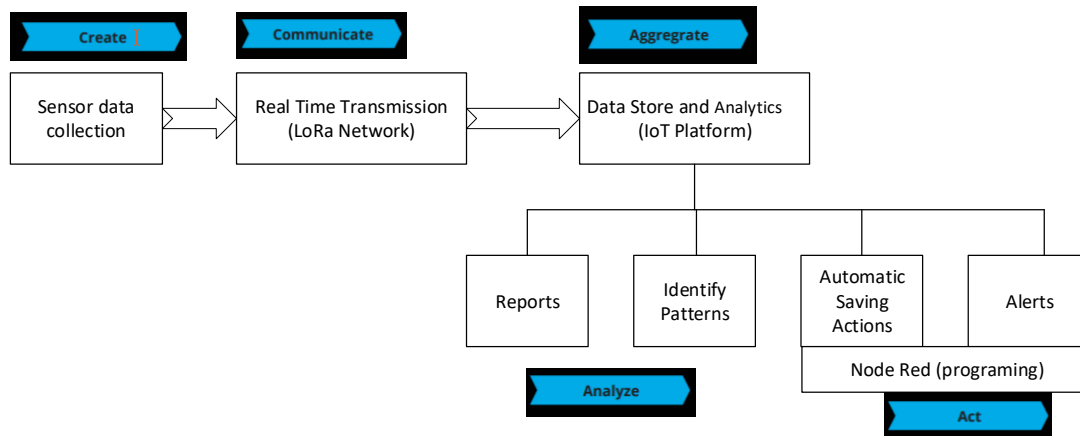 Create
Communicate
Aggregrate
Sensor data
collection
Real Time Transmission
(LoRa Network)
Data Store and Analytics
(IoT Platform)
Reports
Identify
Patterns
Automatic
Saving
Actions
Alerts
Node Red (programing)
Analyze
Act